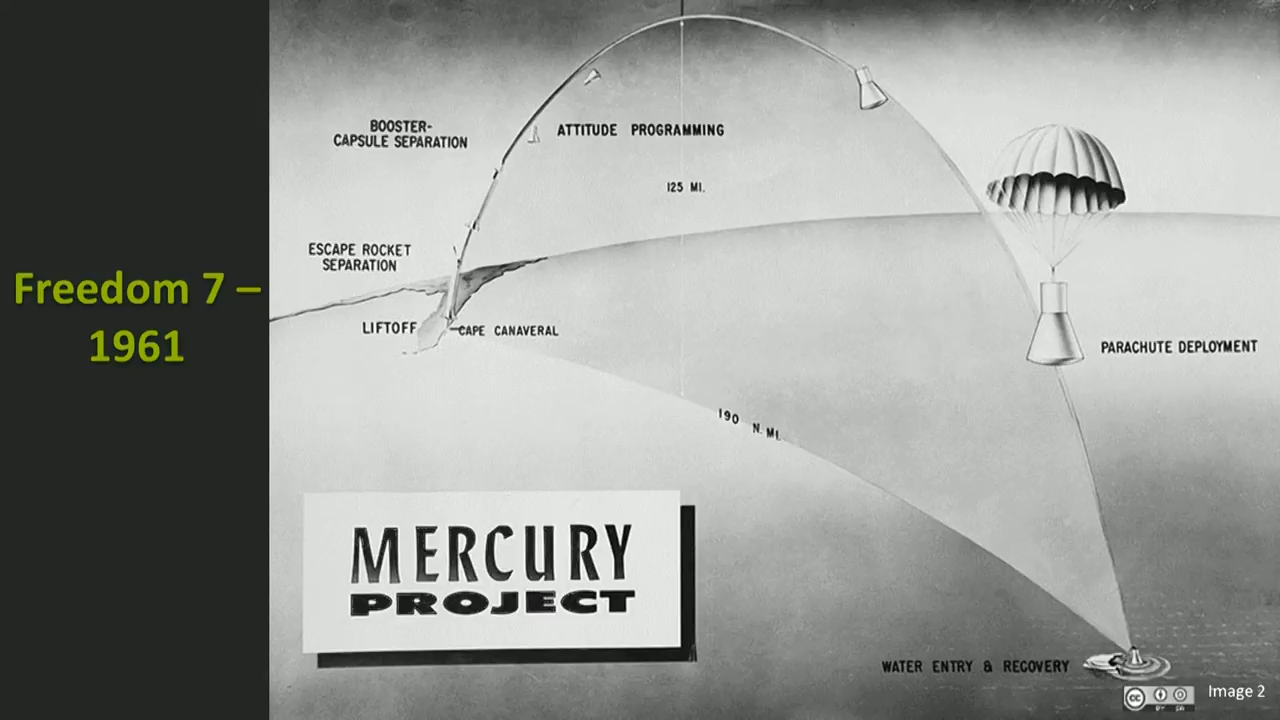 Freedom 7 –
1961
BOOSTER-
CAPSULE SEPARATION
ATTITUDE PROGRAMMING
125 MI.
ESCAPE ROCKET
SEPARATION
LIFTOFF
CAPE CANAVERAL
PARACHUTE DEPLOYMENT
190 N. MI.
MERCURY
PROJECT
WATER ENTRY & RECOVERY
Image 2
cc